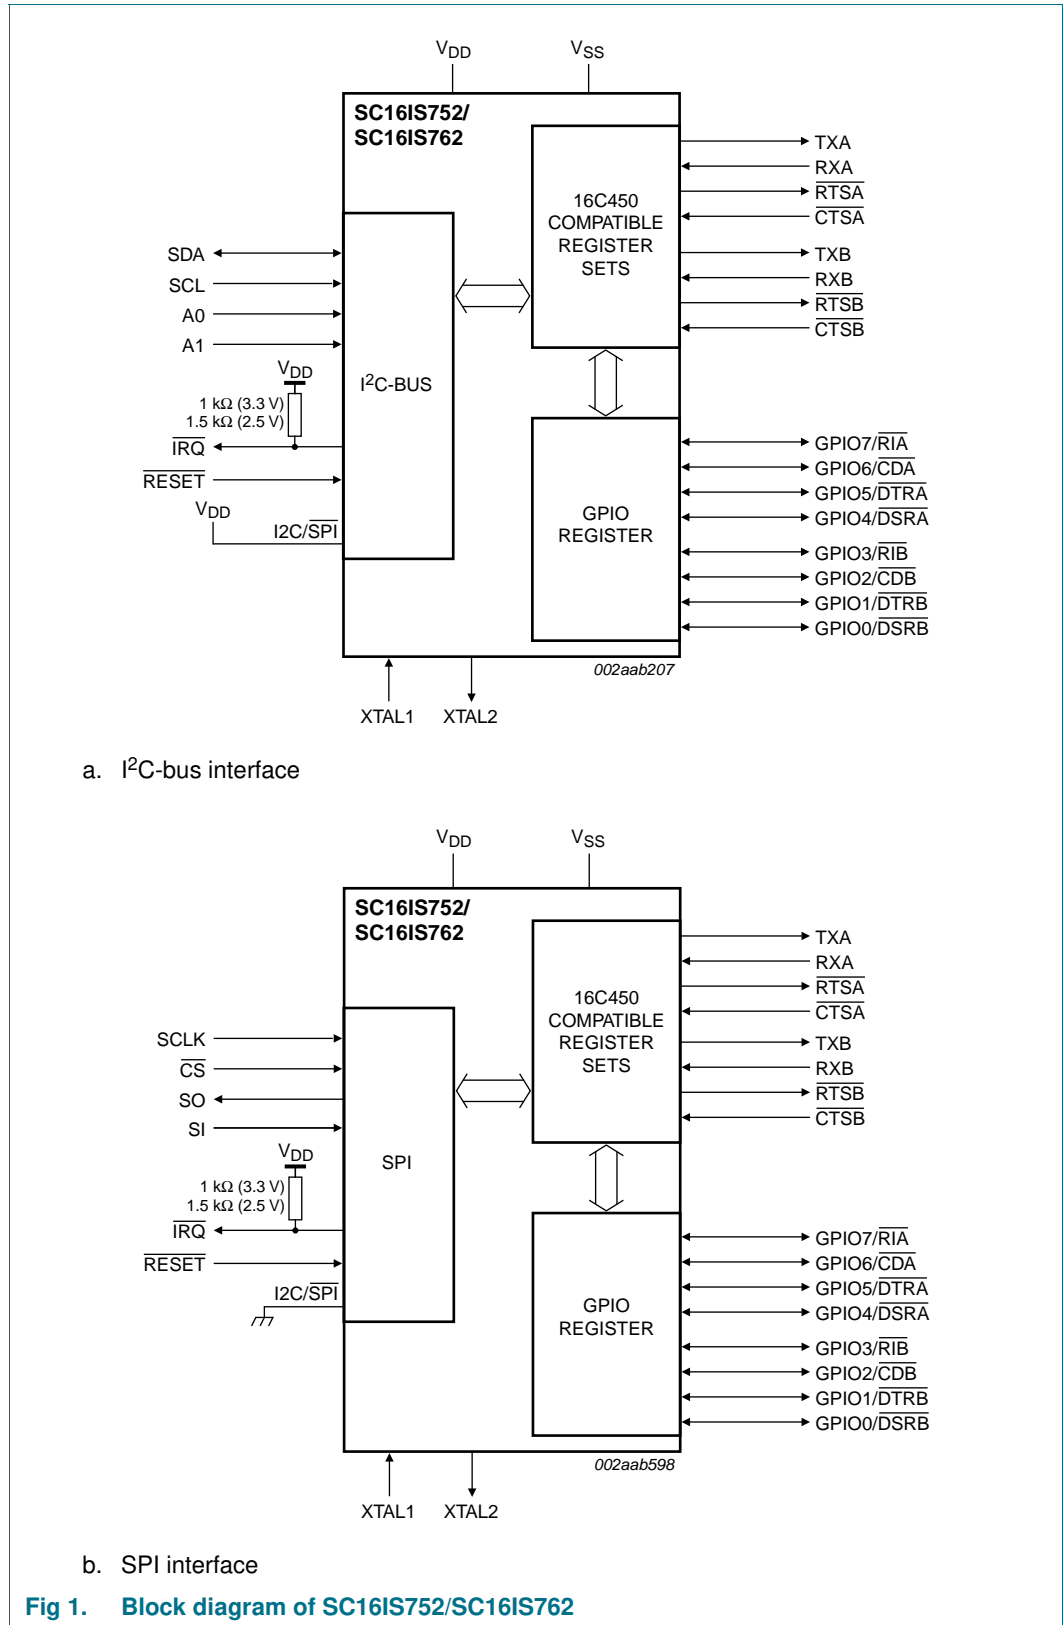 VDD
VSS
SC16IS752/
SC16IS762
16C450
COMPATIBLE
REGISTER
SETS
TXA
RXA
RTSA
CTSA
TXB
RXB
RTSB
CTSB
SDA
SCL
A0
A1
VDD
1 kΩ (3.3 V)
1.5 kΩ (2.5 V)
IRQ
RESET
VDD
I2C/SPI
I2C-BUS
GPIO
REGISTER
GPIO7/RIA
GPIO6/CDA
GPIO5/DTRA
GPIO4/DSRA
GPIO3/RIB
GPIO2/CDB
GPIO1/DTRB
GPIO0/DSRB
002aab207
XTAL1
XTAL2
a. I2C-bus interface
VDD
VSS
SC16IS752/
SC16IS762
16C450
COMPATIBLE
REGISTER
SETS
TXA
RXA
RTSA
CTSA
TXB
RXB
RTSB
CTSB
SCLK
CS
SO
SI
VDD
1 kΩ (3.3 V)
1.5 kΩ (2.5 V)
IRQ
RESET
I2C/SPI
SPI
GPIO
REGISTER
GPIO7/RIA
GPIO6/CDA
GPIO5/DTRA
GPIO4/DSRA
GPIO3/RIB
GPIO2/CDB
GPIO1/DTRB
GPIO0/DSRB
002aab598
XTAL1
XTAL2
b. SPI interface
Fig 1. Block diagram of SC16IS752/SC16IS762